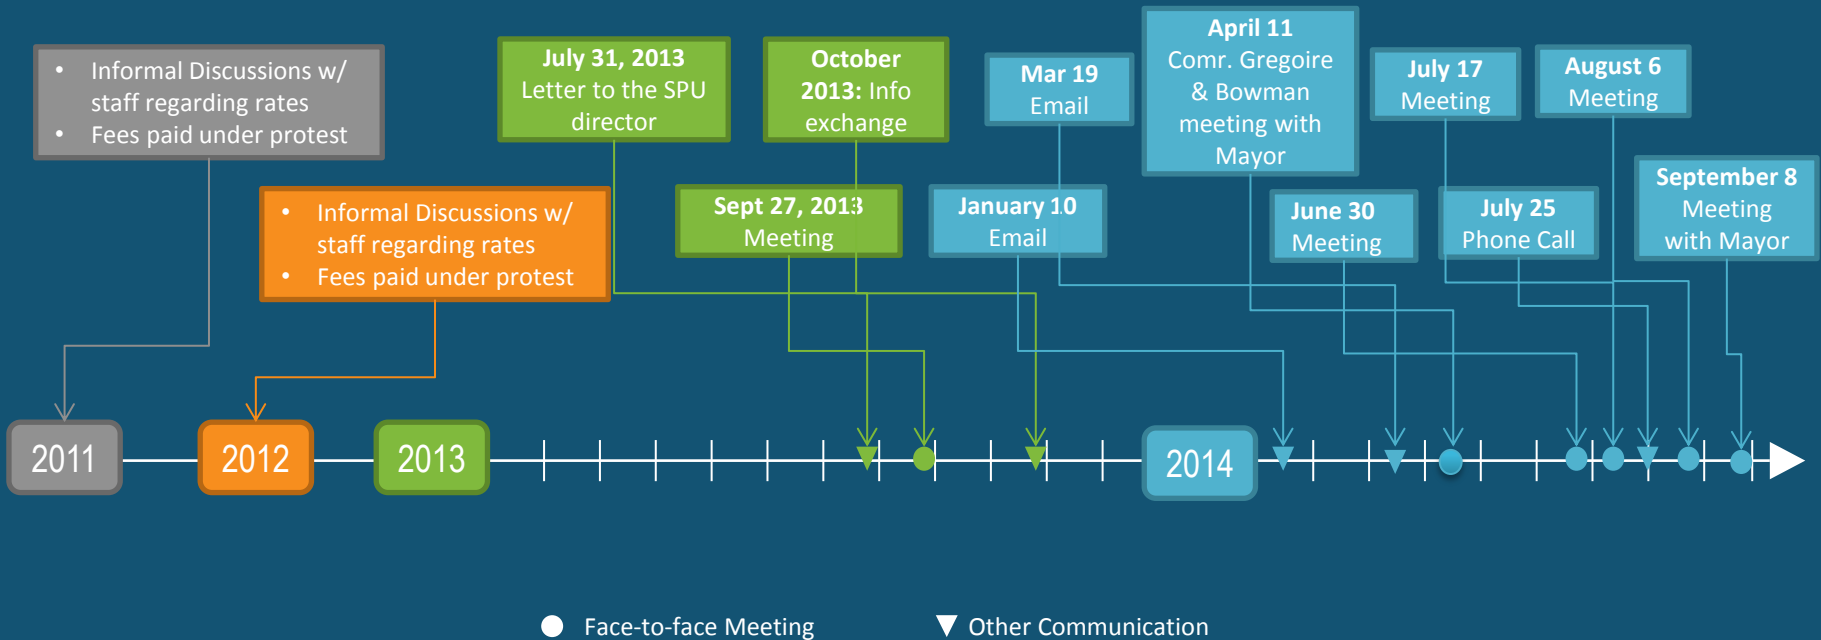 • Informal Discussions w/
staff regarding rates
• Fees paid under protest
• Informal Discussions w/
staff regarding rates
• Fees paid under protest
July 31, 2013
Letter to the SPU
director
Sept 27, 2013
Meeting
October
2013: Info
exchange
January 10
Email
Mar 19
Email
April 11
Comr. Gregoire
& Bowman
meeting with
Mayor
June 30
Meeting
July 17
Meeting
July 25
Phone Call
August 6
Meeting
September 8
Meeting
with Mayor
2011
2012
2013
2014
Face-to-face Meeting
Other Communication